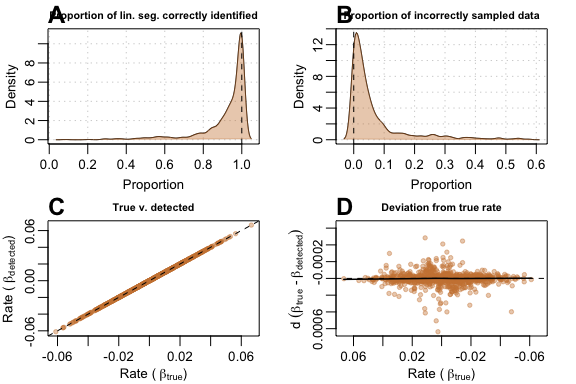 A Proportion of lin. seg. correctly identified
Density
0 2 4 6 8
0.0 0.2 0.4 0.6 0.8 1.0
Proportion
B Proportion of incorrectly sampled data
Density
0 4 8 12
0.0 0.1 0.2 0.3 0.4 0.5 0.6
Proportion
C True v. detected
Rate ( βdetected)
-0.06 0.00 0.06
-0.06 -0.02 0.02 0.06
Rate ( βtrue)
D Deviation from true rate
d (βtrue - βdetected)
0.0006 -0.0002
0.06 0.02 -0.02 -0.06
Rate ( βtrue)